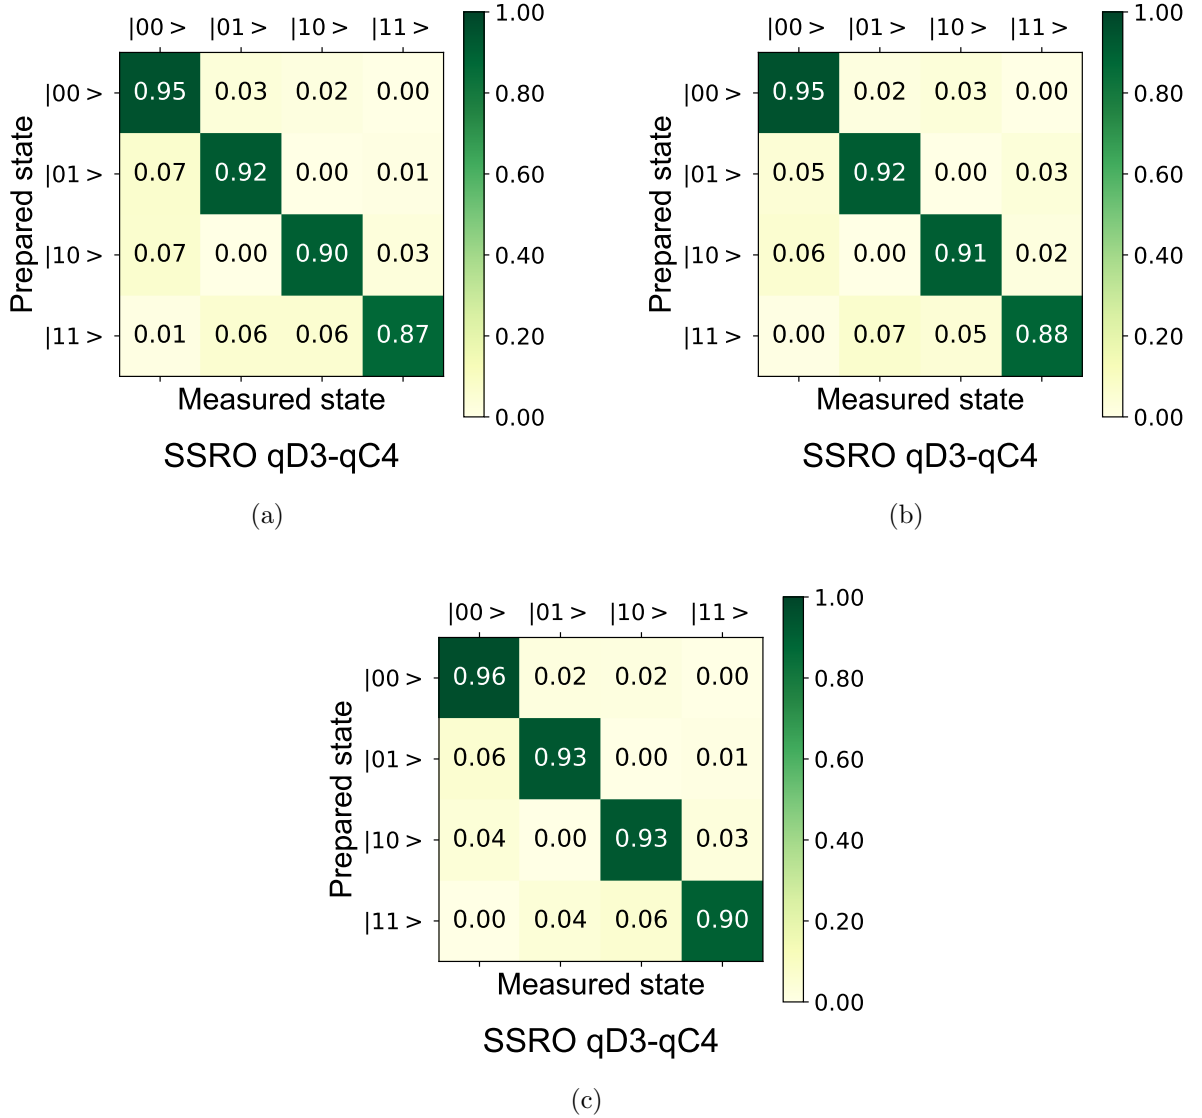 |00 > |01 > |10 > |11 > 1.00
|00 > 0.95 0.03 0.02 0.00
0.80
|01 > 0.07 0.92 0.00 0.01
0.60
|10 > 0.07 0.00 0.90 0.03
0.40
|11 > 0.01 0.06 0.06 0.87
0.20
0.00
Prepared state
Measured state
SSRO qD3-qC4
(a)
|00 > |01 > |10 > |11 > 1.00
|00 > 0.95 0.02 0.03 0.00
0.80
|01 > 0.05 0.92 0.00 0.03
0.60
|10 > 0.06 0.00 0.91 0.02
0.40
|11 > 0.00 0.07 0.05 0.88
0.20
0.00
Prepared state
Measured state
SSRO qD3-qC4
(b)
|00 > |01 > |10 > |11 > 1.00
|00 > 0.96 0.02 0.02 0.00
0.80
|01 > 0.06 0.93 0.00 0.01
0.60
|10 > 0.04 0.00 0.93 0.03
0.40
|11 > 0.00 0.04 0.06 0.90
0.20
0.00
Prepared state
Measured state
SSRO qD3-qC4
(c)